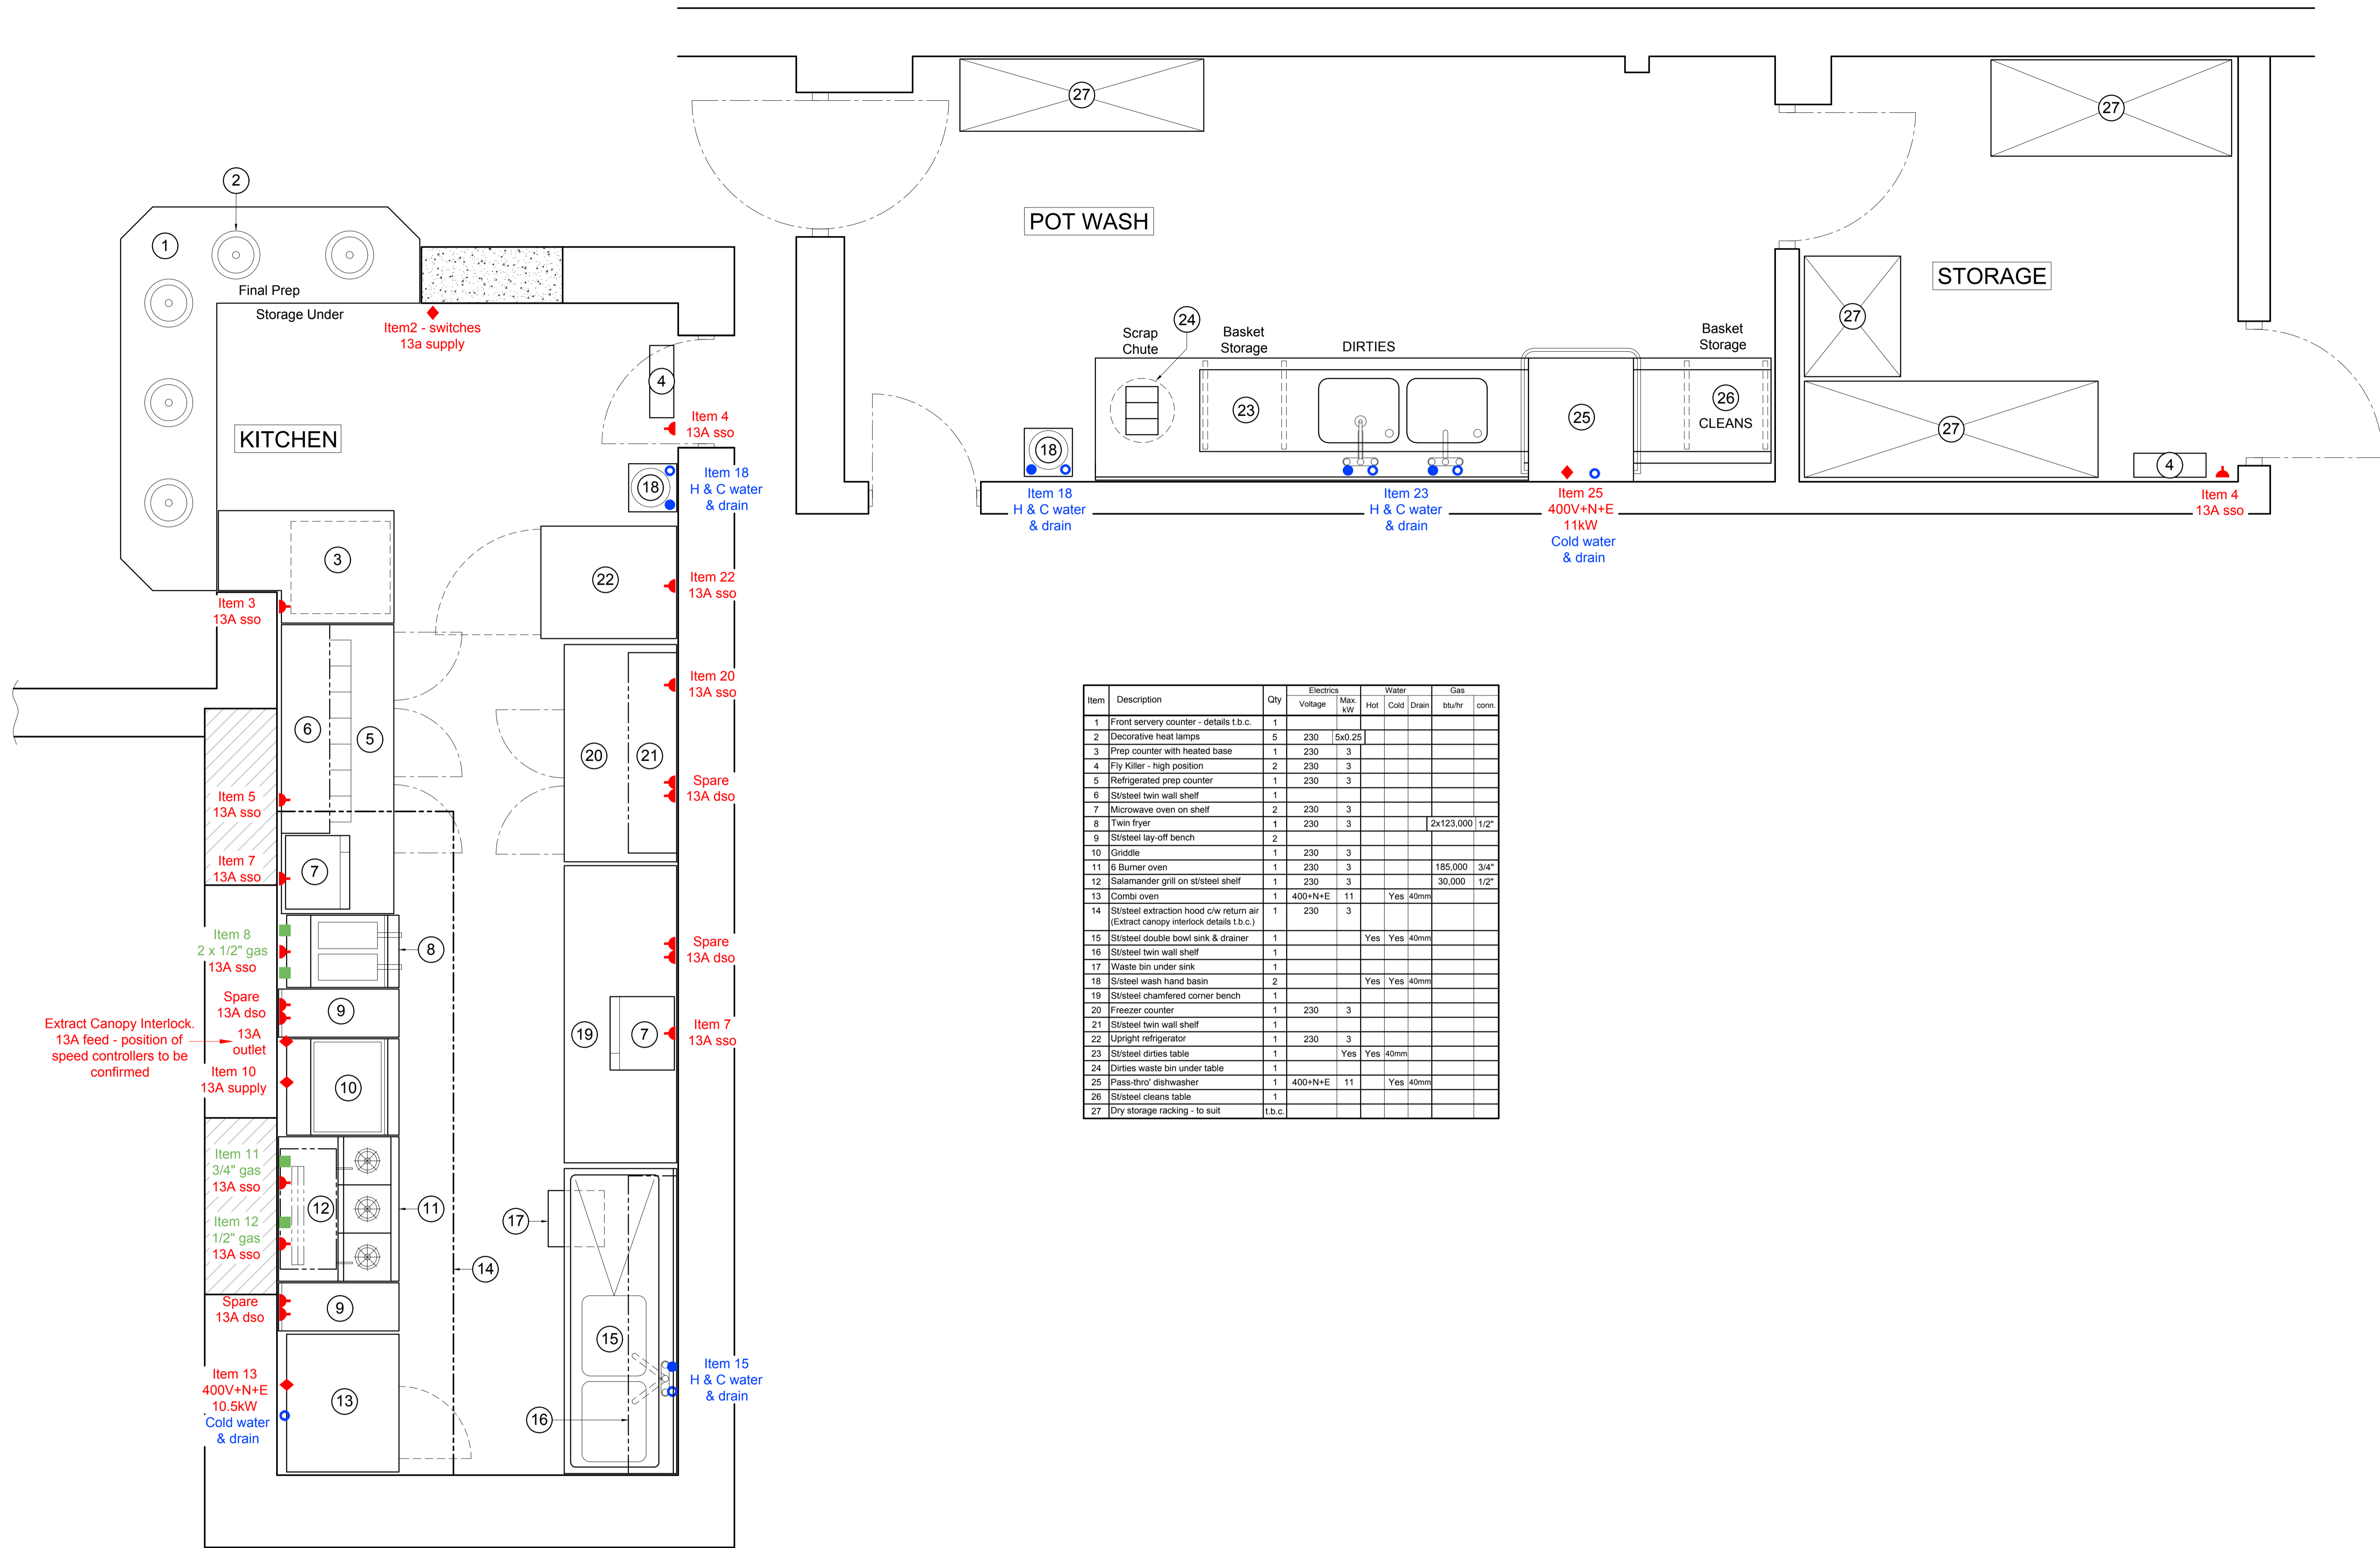 27
27
2
1
Final Prep
Storage Under
Item2 - switches
13a supply
POT WASH
STORAGE
27
Scrap
Chute
24
Basket
Storage
DIRTIES
Basket
Storage
4
23
25
26
CLEANS
27
Item 4
13A sso
KITCHEN
18
4
18
Item 18
H & C water
& drain
Item 18
H & C water
& drain
Item 23
H & C water
& drain
Item 25
400V+N+E
11kW
Cold water
& drain
Item 4
13A sso
3
22
Item 22
13A sso
Item 3
13A sso
Item 20
13A sso
6
5
20
21
Spare
13A dso
Item 5
13A sso
Item 7
13A sso
7
Item 8
2 x 1/2" gas
13A sso
8
Spare
13A dso
Spare
13A dso
9
Extract Canopy Interlock.
13A feed - position of
speed controllers to be
confirmed
13A
outlet
19
7
Item 7
13A sso
Item 10
13A supply
10
Item 11
3/4" gas
13A sso
12
11
17
Item 12
1/2" gas
13A sso
14
Spare
13A dso
9
15
Item 15
H & C water
& drain
Item 13
400V+N+E
10.5kW
Cold water
& drain
13
16
Item Description Qty Electrics Water Gas
Voltage Max. kW Hot Cold Drain btu/hr conn.
1 Front servery counter - details t.b.c. 1
2 Decorative heat lamps 5 230 5x0.25
3 Prep counter with heated base 1 230 3
4 Fly Killer - high position 2 230 3
5 Refrigerated prep counter 1 230 3
6 St/steel twin wall shelf 1
7 Microwave oven on shelf 2 230 3
8 Twin fryer 1 230 3 2x123,000 1/2"
9 St/steel lay-off bench 2
10 Griddle 1 230 3
11 6 Burner oven 1 230 3 185,000 3/4"
12 Salamander grill on st/steel shelf 1 230 3 30,000 1/2"
13 Combi oven 1 400+N+E 11 Yes 40mm
14 St/steel extraction hood c/w return air 1 230 3
(Extract canopy interlock details t.b.c.)
15 St/steel double bowl sink & drainer 1 Yes Yes 40mm
16 St/steel twin wall shelf 1
17 Waste bin under sink 1
18 S/steel wash hand basin 2 Yes Yes 40mm
19 St/steel chamfered corner bench 1
20 Freezer counter 1 230 3
21 St/steel twin wall shelf 1
22 Upright refrigerator 1 230 3
23 St/steel dirties table 1 Yes Yes 40mm
24 Dirties waste bin under table 1
25 Pass-thro' dishwasher 1 400+N+E 11 Yes 40mm
26 St/steel cleans table 1
27 Dry storage racking - to suit t.b.c.